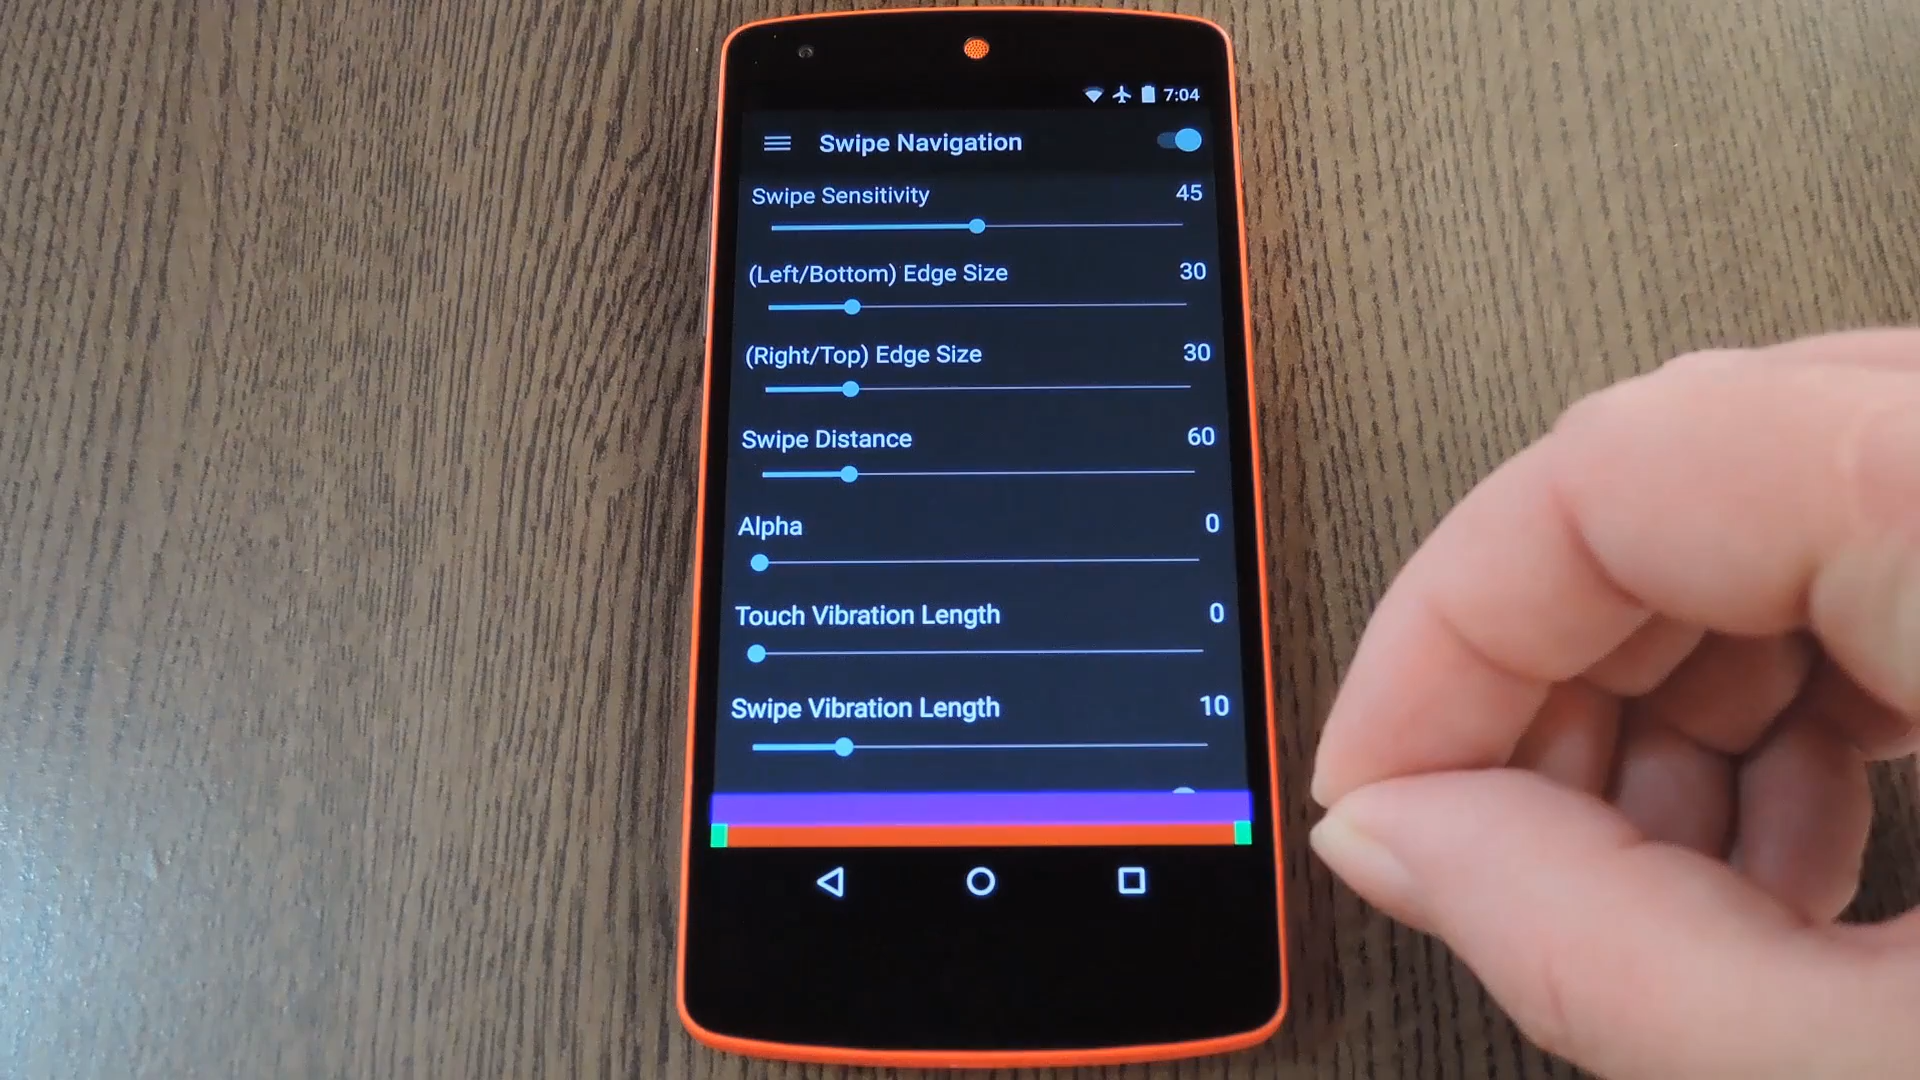 7:04
Swipe Navigation
Swipe Sensitivity 45
(Left/Bottom) Edge Size 30
(Right/Top) Edge Size 30
Swipe Distance 60
Alpha 0
Touch Vibration Length 0
Swipe Vibration Length 10